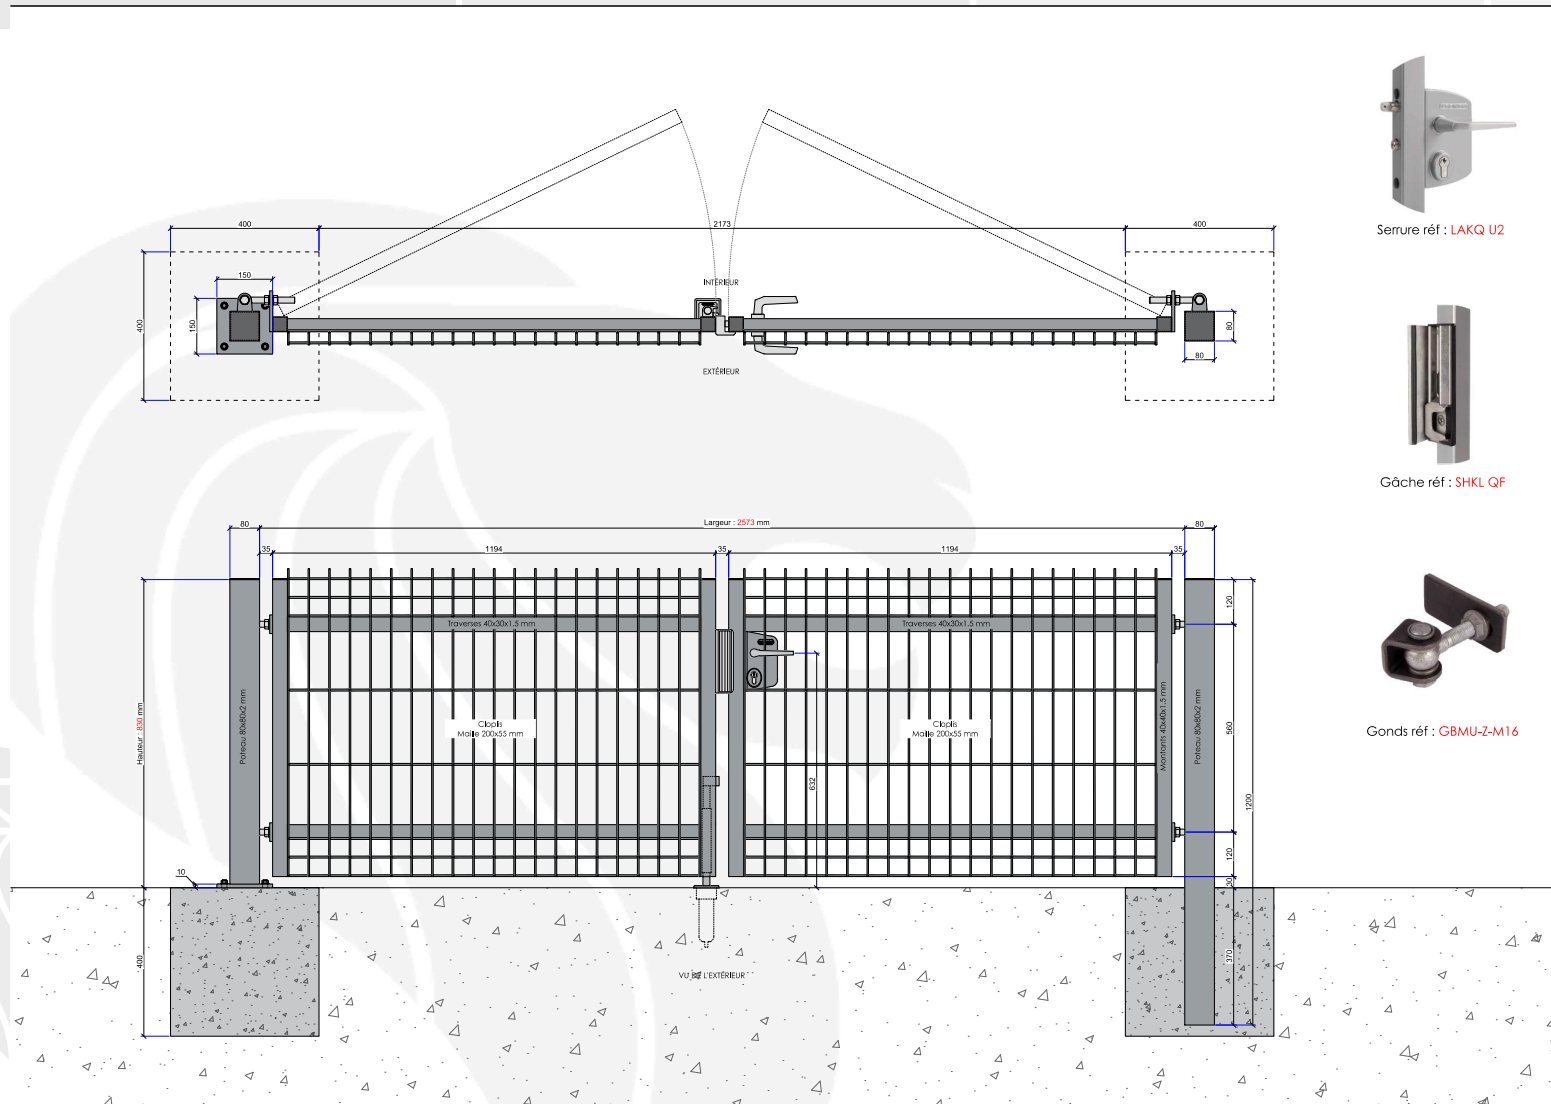 Serrure réf : LAKQ U2
400
2173
400
150
INTÉRIEUR
400
150
80
80
EXTÉRIEUR
Gâche réf : SHKL QF
80
Largeur : 2573 mm
80
35
1194
35
1194
35
120
Traverses 40x30x1.5 mm
Traverses 40x30x1.5 mm
Hauteur : 830 mm
Poteau 80x80x2 mm
Cloplis
Maille 200x55 mm
Cloplis
Maille 200x55 mm
Montants 40x40x1.5 mm
Poteau 80x80x2 mm
560
Gonds réf : GBMU-Z-M16
632
1200
120
10
30
400
370
VU DE L'EXTÉRIEUR